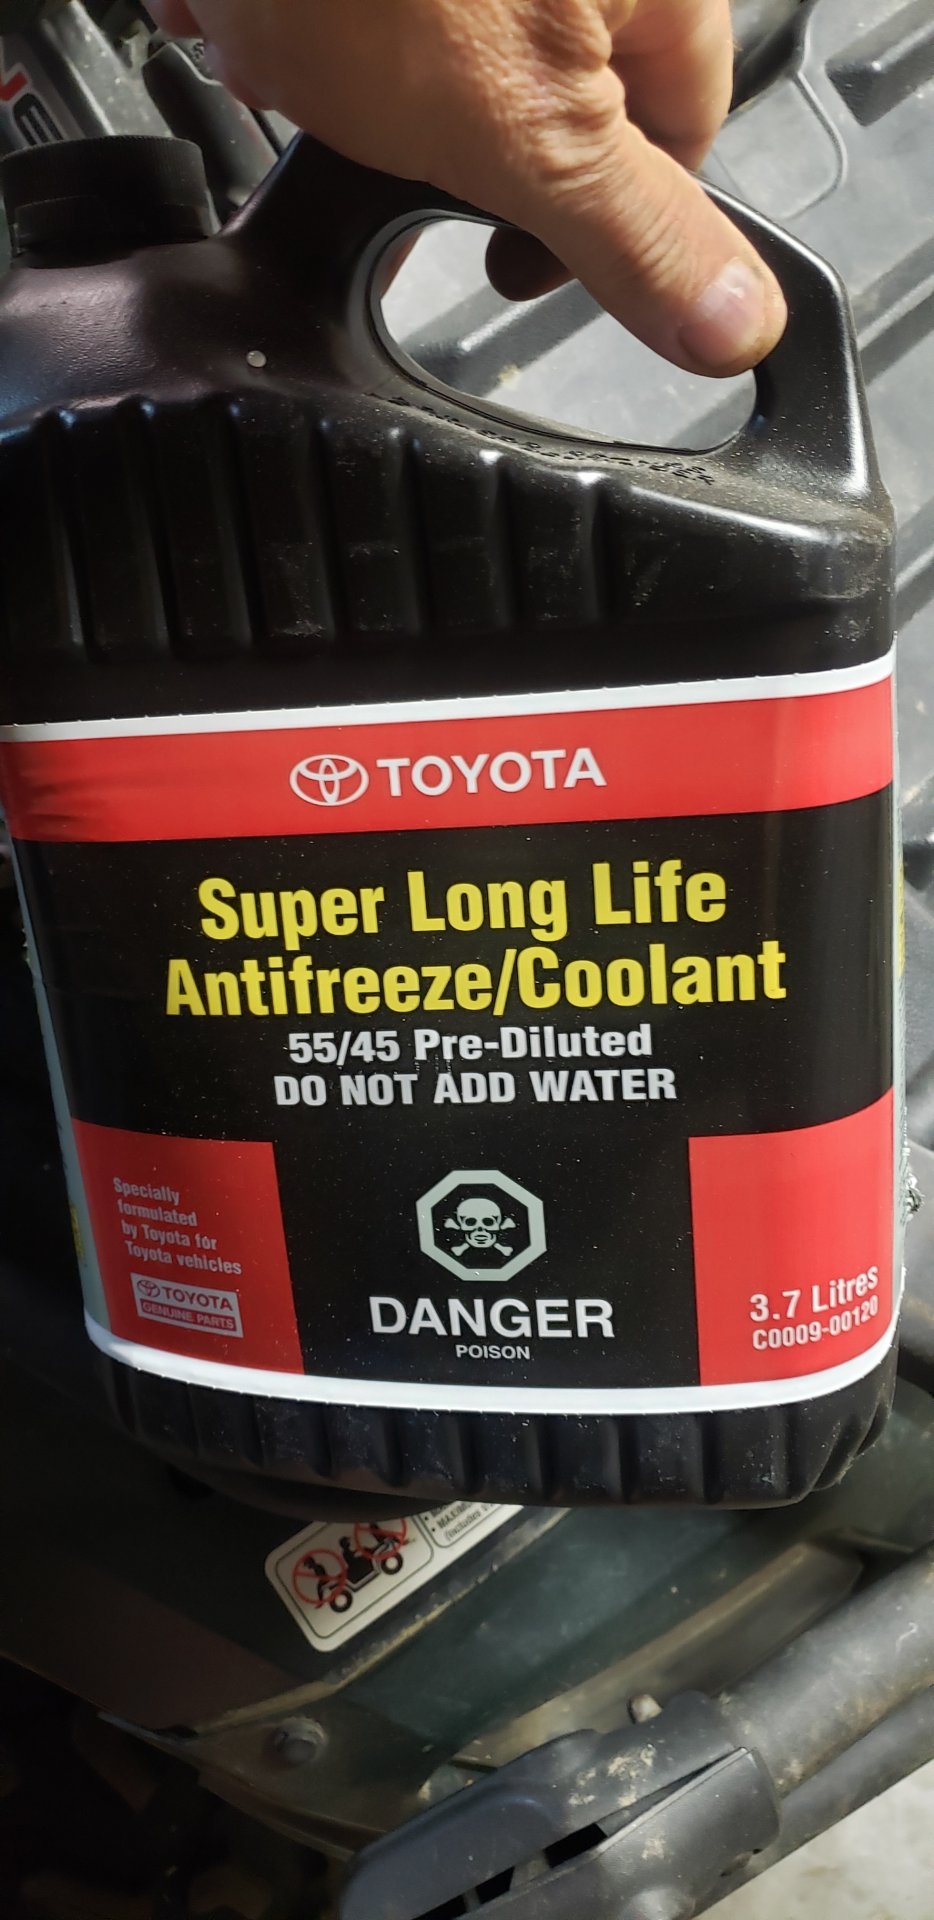 TOYOTA
Super Long Life
Antifreeze/Coolant
55/45 Pre-Diluted
DO NOT ADD WATER
Specially
formulated
by Toyota for
Toyota vehicles
TOYOTA
GENUINE PARTS
DANGER
POISON
3.7 Litres
C0009-00120